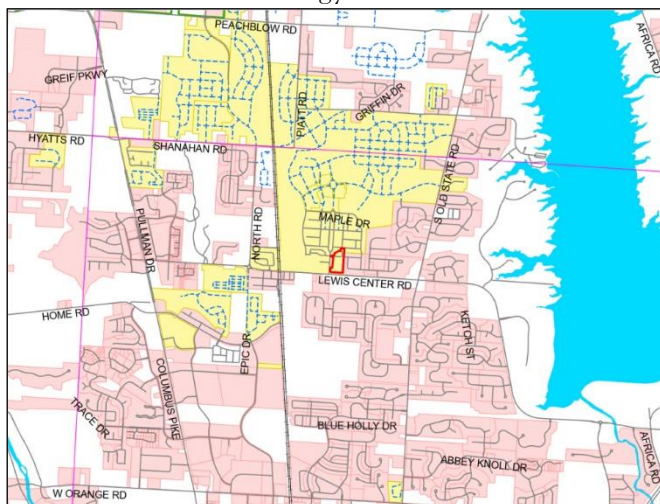 gy
PEACHBLOW RD
AFRICA RD
GREIF PKWY
PIATT RD
GRIFFIN DR
HYATTS RD
SHANAHAN RD
S OLD STATE RD
MAPLE DR
PULLMAN DR
NORTH RD
LEWIS CENTER RD
HOME RD
KETCH ST
EPIC DR
COLUMBUS PIKE
TRACE DR
BLUE HOLLY DR
ABBEY KNOLL DR
AFRICA RD
W ORANGE RD